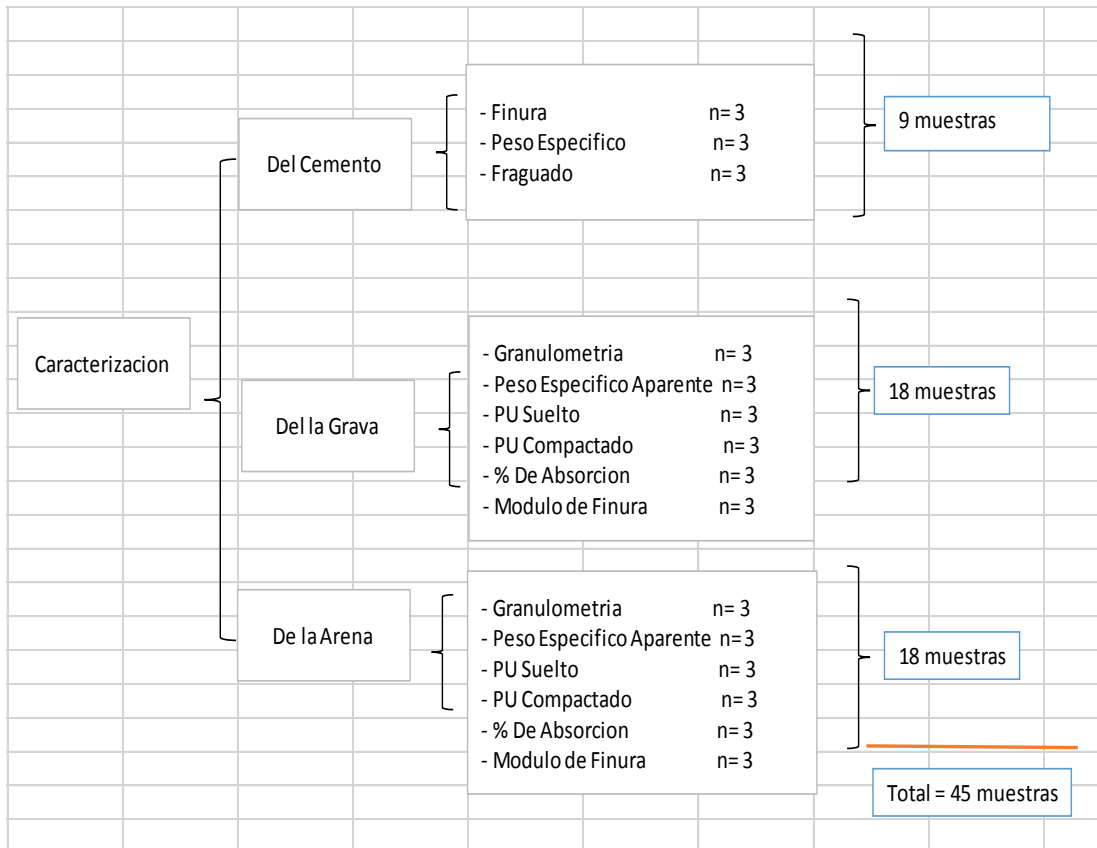 Caracterizacion
Del Cemento
- Finura n= 3
- Peso Especifico n= 3
- Fraguado n= 3
9 muestras
Del la Grava
- Granulometria n= 3
- Peso Especifico Aparente n= 3
- PU Suelto n= 3
- PU Compactado n= 3
- % De Absorcion n= 3
- Modulo de Finura n= 3
18 muestras
De la Arena
- Granulometria n= 3
- Peso Especifico Aparente n= 3
- PU Suelto n= 3
- PU Compactado n= 3
- % De Absorcion n= 3
- Modulo de Finura n= 3
18 muestras
Total = 45 muestras